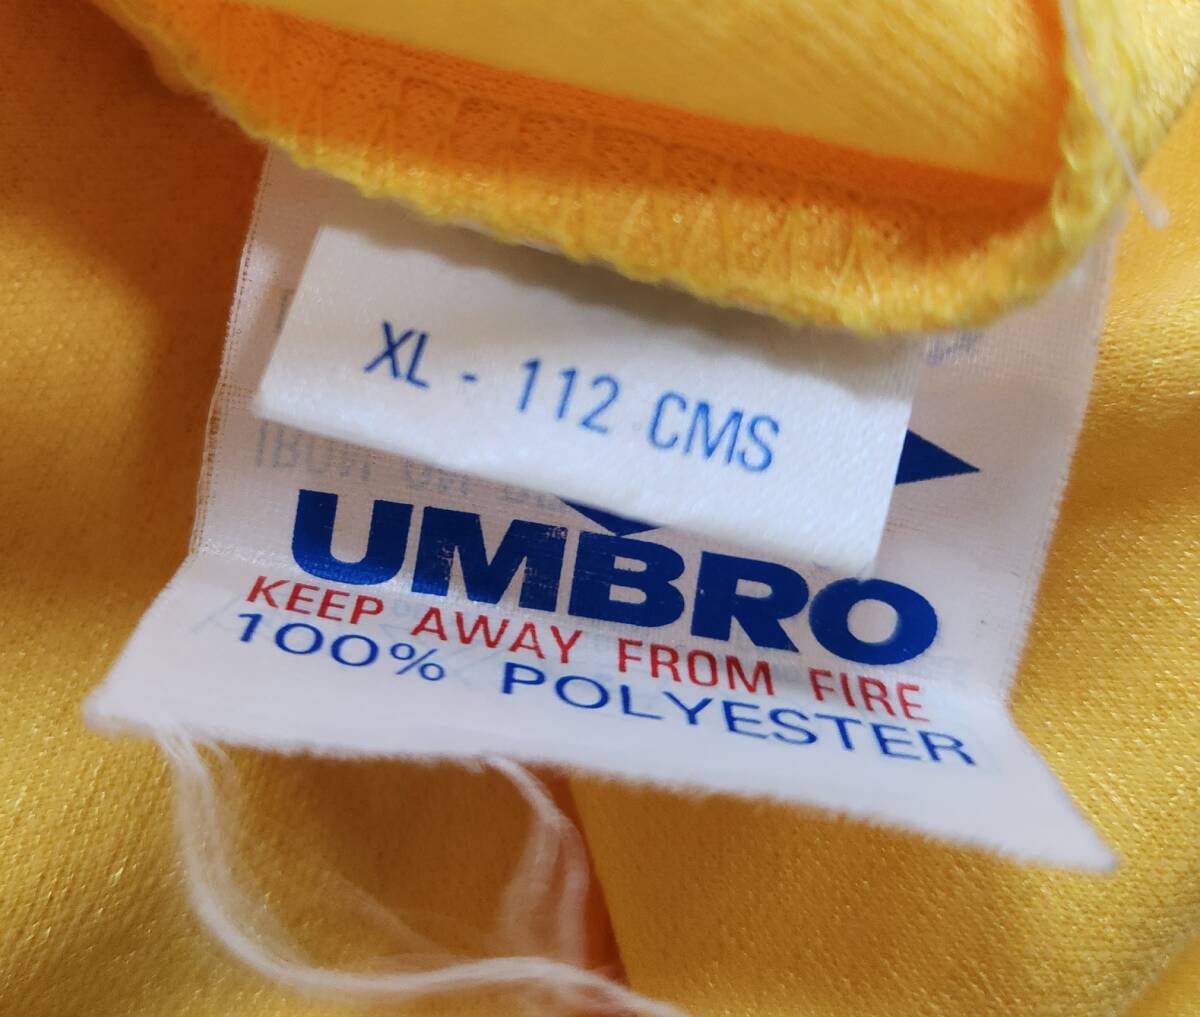 XL - 112 CMS
UMBRO
KEEP AWAY FROM FIRE
100% POLYESTER